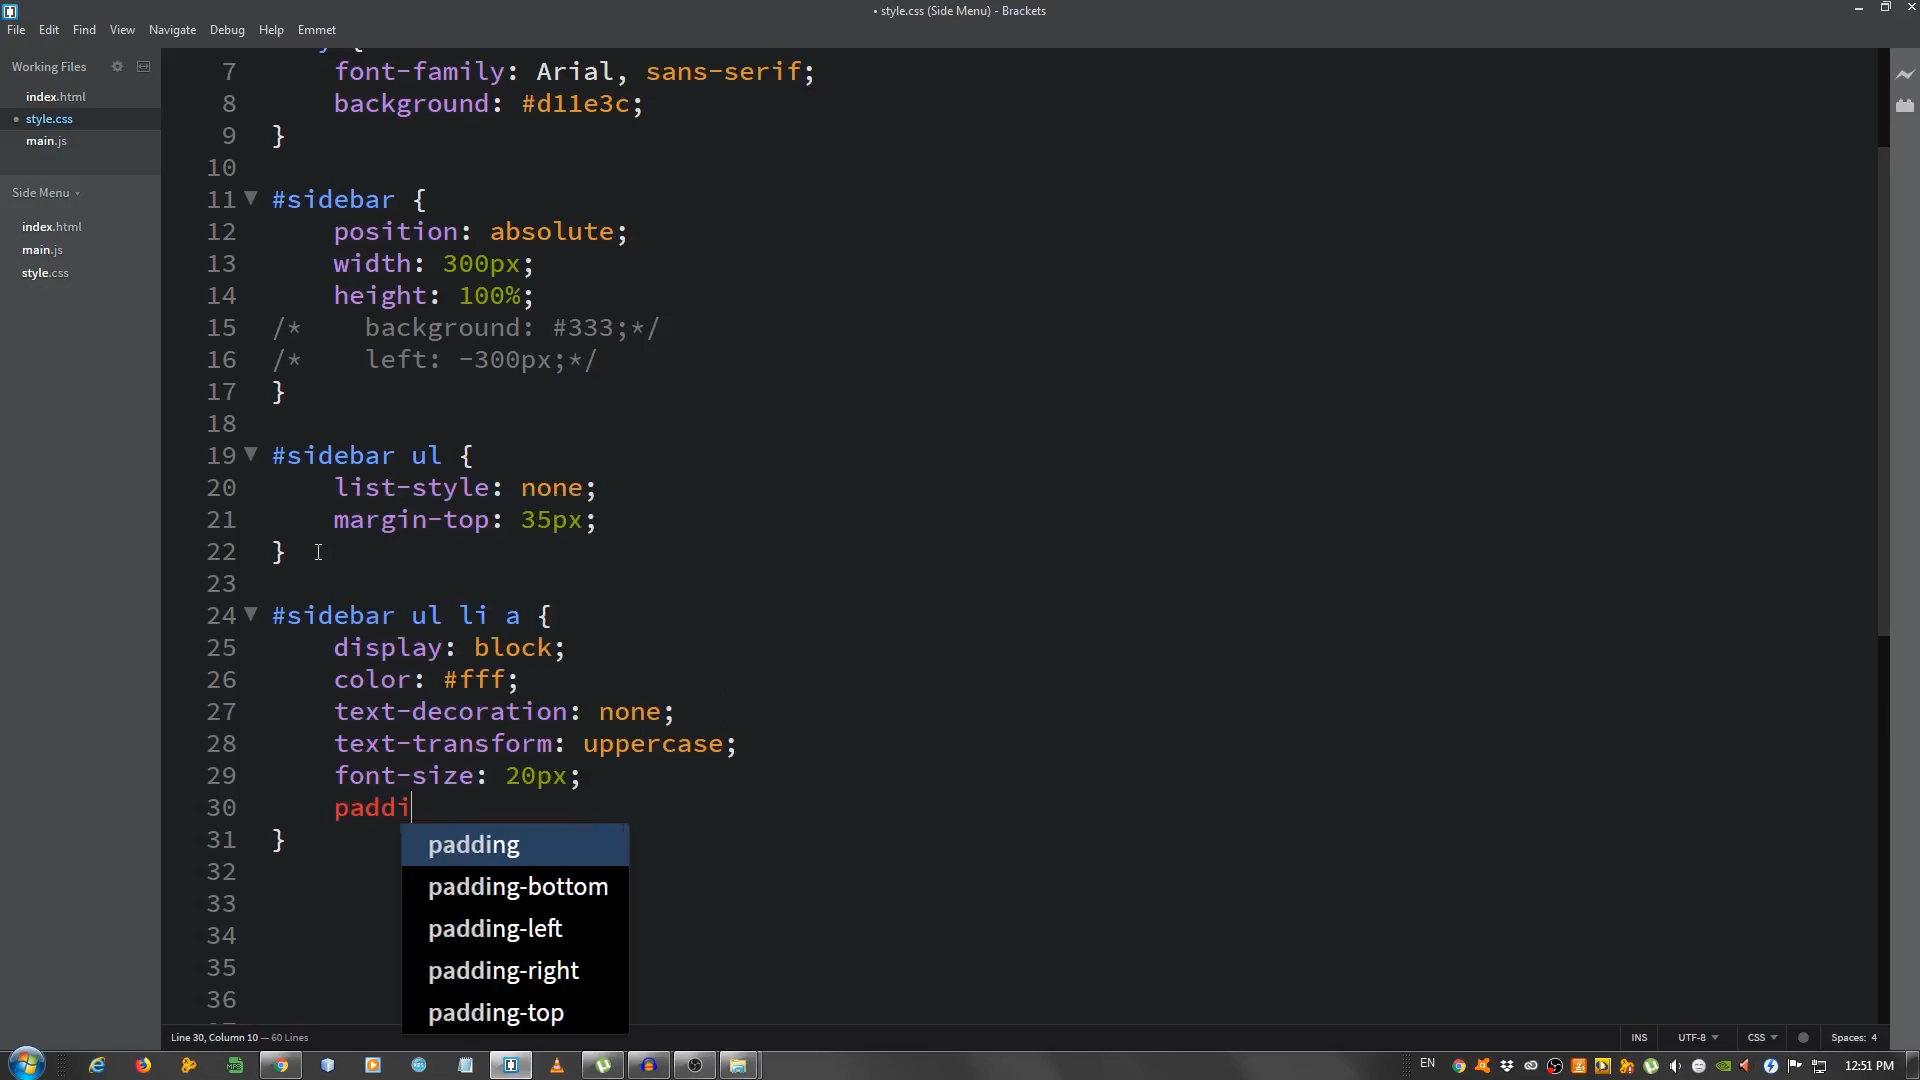 • style.css (Side Menu) - Brackets
File Edit Find View Navigate Debug Help Emmet
Working Files
index.html
• style.css
main.js
Side Menu
index.html
main.js
style.css
7 font-family: Arial, sans-serif;
8 background: #d11e3c;
9 }
10
11 #sidebar {
12 position: absolute;
13 width: 300px;
14 height: 100%;
15 /* background: #333;*/
16 /* left: -300px;*/
17 }
18
19 #sidebar ul {
20 list-style: none;
21 margin-top: 35px;
22 }
23
24 #sidebar ul li a {
25 display: block;
26 color: #fff;
27 text-decoration: none;
28 text-transform: uppercase;
29 font-size: 20px;
30 paddi
31 }
32
33
34
35
36
padding
padding-bottom
padding-left
padding-right
padding-top
Line 30, Column 10 — 60 Lines
INS UTF-8 CSS Spaces: 4
EN 12:51 PM